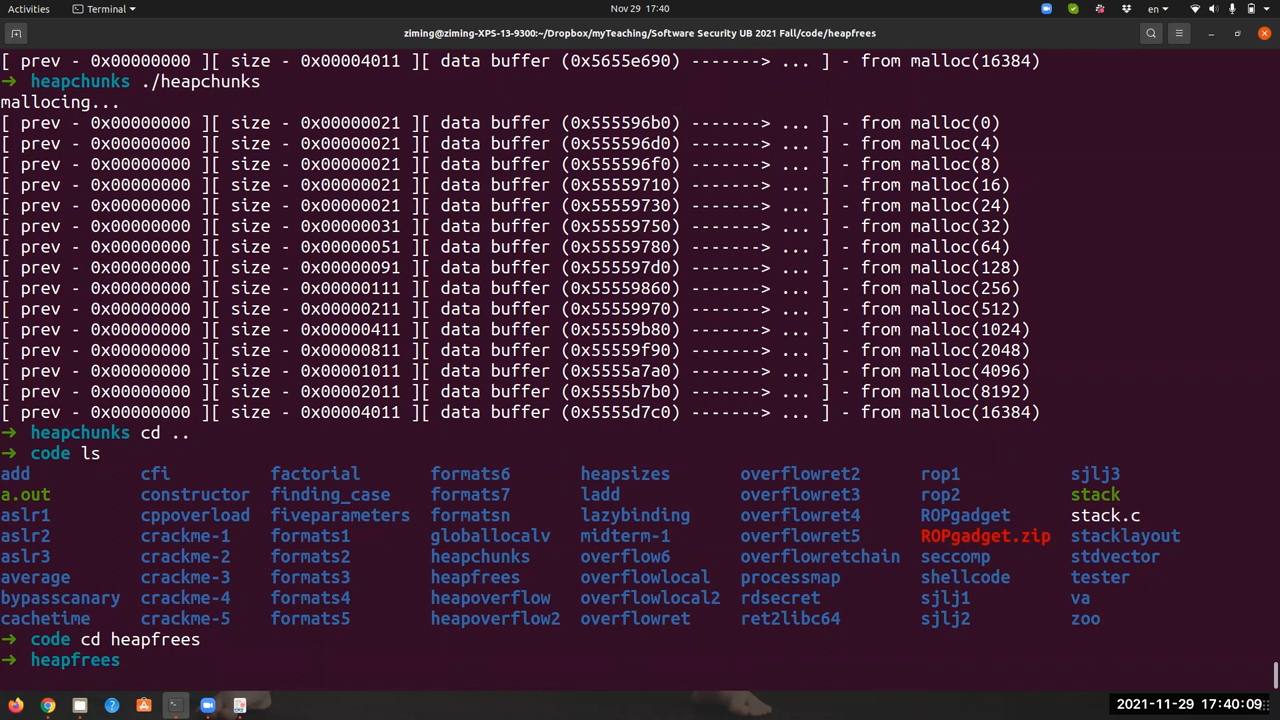 Activities Terminal Nov 29 17:40 en
ziming@ziming-XPS-13-9300:~/Dropbox/myTeaching/Software Security UB 2021 Fall/code/heapfrees
[ prev - 0x00000000 ][ size - 0x00004011 ][ data buffer (0x5655e690) -------> ... ] - from malloc(16384)
➜ heapchunks ./heapchunks
mallocing...
[ prev - 0x00000000 ][ size - 0x00000021 ][ data buffer (0x555596b0) -------> ... ] - from malloc(0)
[ prev - 0x00000000 ][ size - 0x00000021 ][ data buffer (0x555596d0) -------> ... ] - from malloc(4)
[ prev - 0x00000000 ][ size - 0x00000021 ][ data buffer (0x555596f0) -------> ... ] - from malloc(8)
[ prev - 0x00000000 ][ size - 0x00000021 ][ data buffer (0x55559710) -------> ... ] - from malloc(16)
[ prev - 0x00000000 ][ size - 0x00000021 ][ data buffer (0x55559730) -------> ... ] - from malloc(24)
[ prev - 0x00000000 ][ size - 0x00000031 ][ data buffer (0x55559750) -------> ... ] - from malloc(32)
[ prev - 0x00000000 ][ size - 0x00000051 ][ data buffer (0x55559780) -------> ... ] - from malloc(64)
[ prev - 0x00000000 ][ size - 0x00000091 ][ data buffer (0x555597d0) -------> ... ] - from malloc(128)
[ prev - 0x00000000 ][ size - 0x00000111 ][ data buffer (0x55559860) -------> ... ] - from malloc(256)
[ prev - 0x00000000 ][ size - 0x00000211 ][ data buffer (0x55559970) -------> ... ] - from malloc(512)
[ prev - 0x00000000 ][ size - 0x00000411 ][ data buffer (0x55559b80) -------> ... ] - from malloc(1024)
[ prev - 0x00000000 ][ size - 0x00000811 ][ data buffer (0x55559f90) -------> ... ] - from malloc(2048)
[ prev - 0x00000000 ][ size - 0x00001011 ][ data buffer (0x5555a7a0) -------> ... ] - from malloc(4096)
[ prev - 0x00000000 ][ size - 0x00002011 ][ data buffer (0x5555b7b0) -------> ... ] - from malloc(8192)
[ prev - 0x00000000 ][ size - 0x00004011 ][ data buffer (0x5555d7c0) -------> ... ] - from malloc(16384)
➜ heapchunks cd ..
➜ code ls
add cfi factorial formats6 heapsizes overflowret2 rop1 sjlj3
a.out constructor finding_case formats7 ladd overflowret3 rop2 stack
aslr1 cppoverload fiveparameters formatsn lazybinding overflowret4 ROPgadget stack.c
aslr2 crackme-1 formats1 globallocalv midterm-1 overflowret5 ROPgadget.zip stacklayout
aslr3 crackme-2 formats2 heapchunks overflow6 overflowretchain seccomp stdvector
average crackme-3 formats3 heapfrees overflowlocal processmap shellcode tester
bypasscanary crackme-4 formats4 heapoverflow overflowlocal2 rdsecret sjlj1 va
cachetime crackme-5 formats5 heapoverflow2 overflowret ret2libc64 sjlj2 zoo
➜ code cd heapfrees
➜ heapfrees
2021-11-29 17:40:09